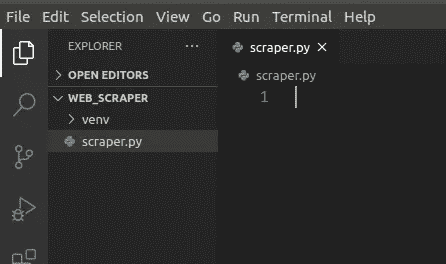 File Edit Selection View Go Run Terminal Help
EXPLORER ...
OPEN EDITORS
WEB_SCRAPER
venv
scraper.py
scraper.py
scraper.py
1